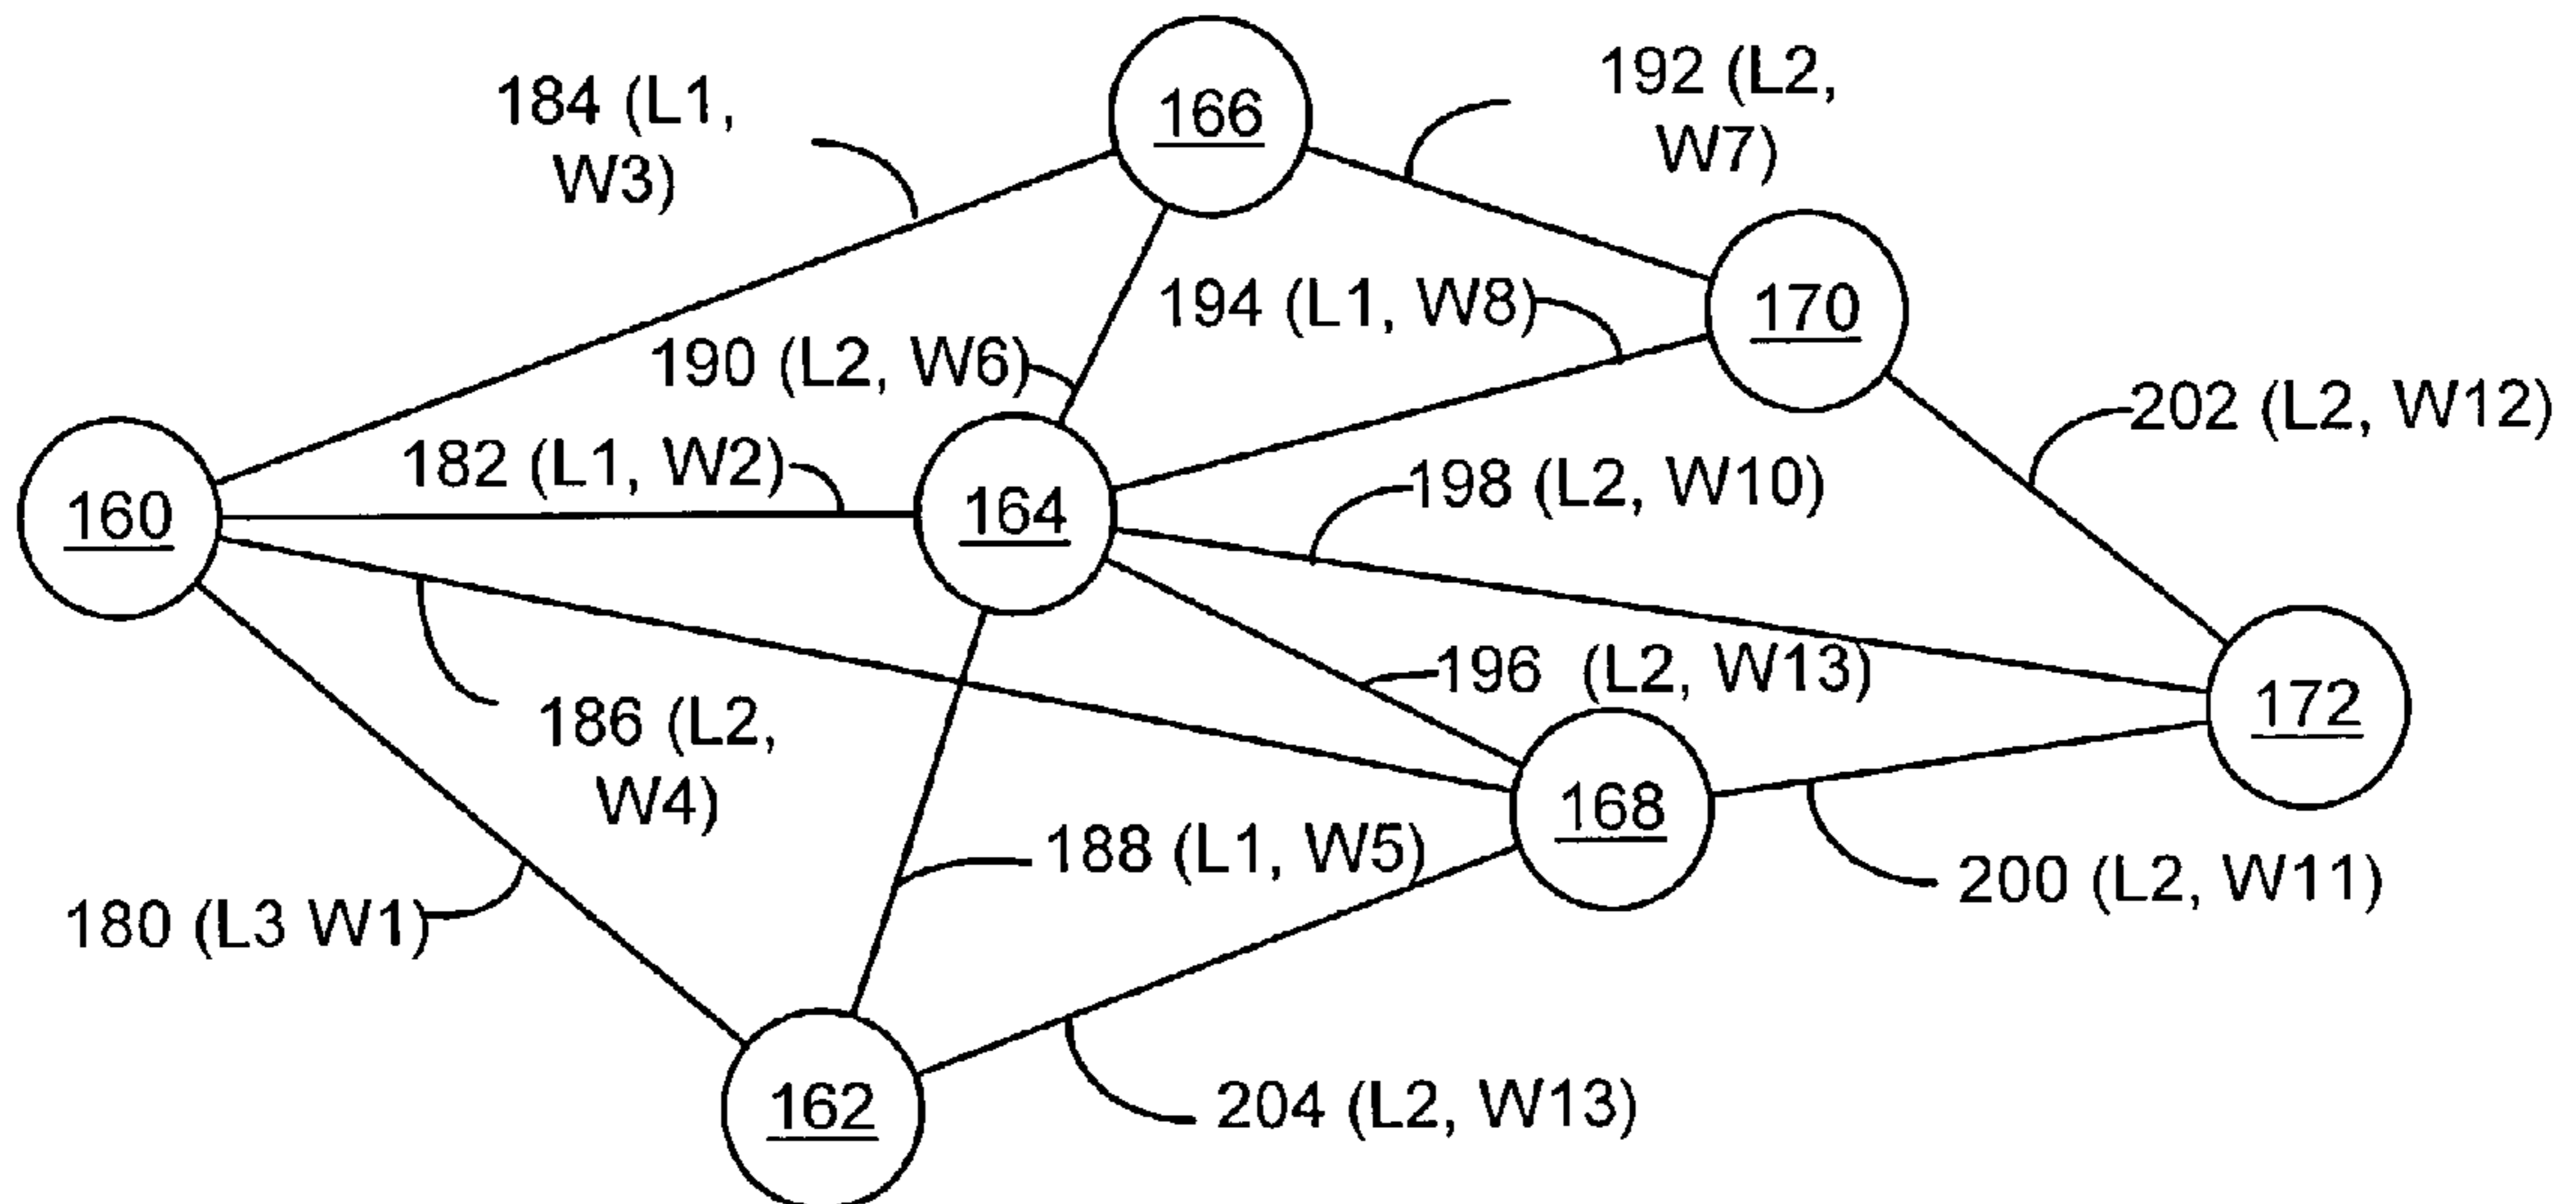 184 (L1,
W3)
166
192 (L2,
W7)
194 (L1, W8)
170
190 (L2, W6)
202 (L2, W12)
182 (L1, W2)
198 (L2, W10)
160
164
196 (L2, W13)
172
186 (L2,
W4)
168
188 (L1, W5)
200 (L2, W11)
180 (L3 W1)
162
204 (L2, W13)